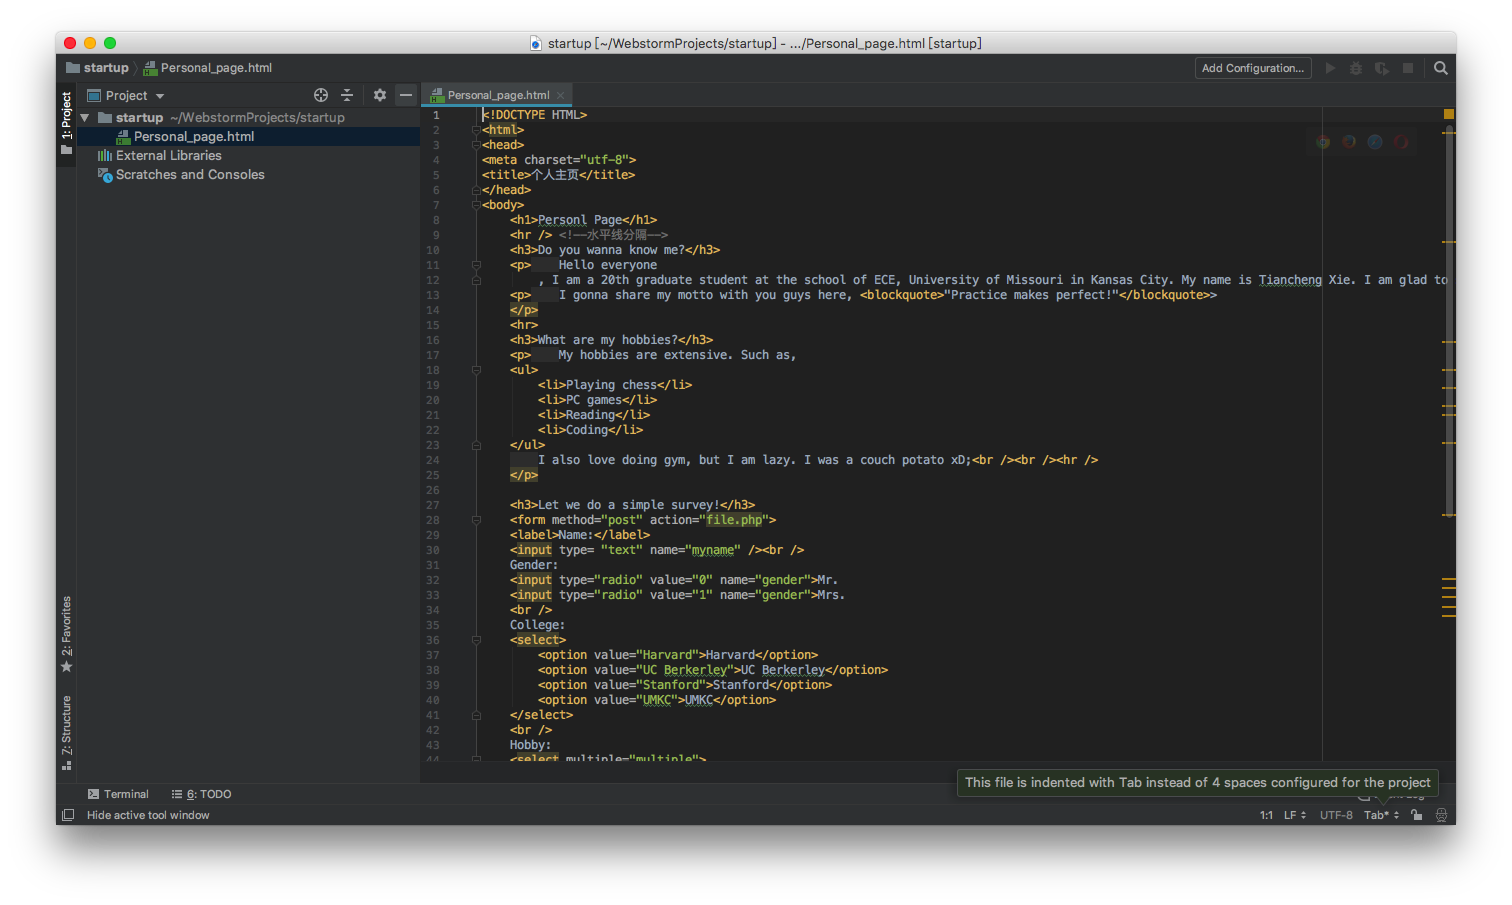 startup [~/WebstormProjects/startup] - .../Personal_page.html [startup]
startup
Personal_page.html
Add Configuration...
1: Project
Project
Personal_page.html
startup ~/WebstormProjects/startup
Personal_page.html
External Libraries
Scratches and Consoles
1 <!DOCTYPE HTML>
2 <html>
3 <head>
4 <meta charset="utf-8">
5 <title>个人主页</title>
6 </head>
7 <body>
8 <h1>Personl Page</h1>
9 <hr /> <!--水平线分隔-->
10 <h3>Do you wanna know me?</h3>
11 <p> Hello everyone
12 , I am a 20th graduate student at the school of ECE, University of Missouri in Kansas City. My name is Tiancheng Xie. I am glad to
13 <p> I gonna share my motto with you guys here, <blockquote>"Practice makes perfect!"</blockquote>>
14 </p>
15 <hr>
16 <h3>What are my hobbies?</h3>
17 <p> My hobbies are extensive. Such as,
18 <ul>
19 <li>Playing chess</li>
20 <li>PC games</li>
21 <li>Reading</li>
22 <li>Coding</li>
23 </ul>
24 I also love doing gym, but I am lazy. I was a couch potato xD;<br /><br /><hr />
25 </p>
26
27 <h3>Let we do a simple survey!</h3>
28 <form method="post" action="file.php">
29 <label>Name:</label>
30 <input type= "text" name="myname" /><br />
31 Gender:
32 <input type="radio" value="0" name="gender">Mr.
33 <input type="radio" value="1" name="gender">Mrs.
34 <br />
35 College:
36 <select>
37 <option value="Harvard">Harvard</option>
38 <option value="UC Berkerley">UC Berkerley</option>
39 <option value="Stanford">Stanford</option>
40 <option value="UMKC">UMKC</option>
41 </select>
42 <br />
43 Hobby:
44 <select multiple="multiple">
2: Favorites
7: Structure
This file is indented with Tab instead of 4 spaces configured for the project
Terminal
6: TODO
Hide active tool window
1:1 LF UTF-8 Tab*